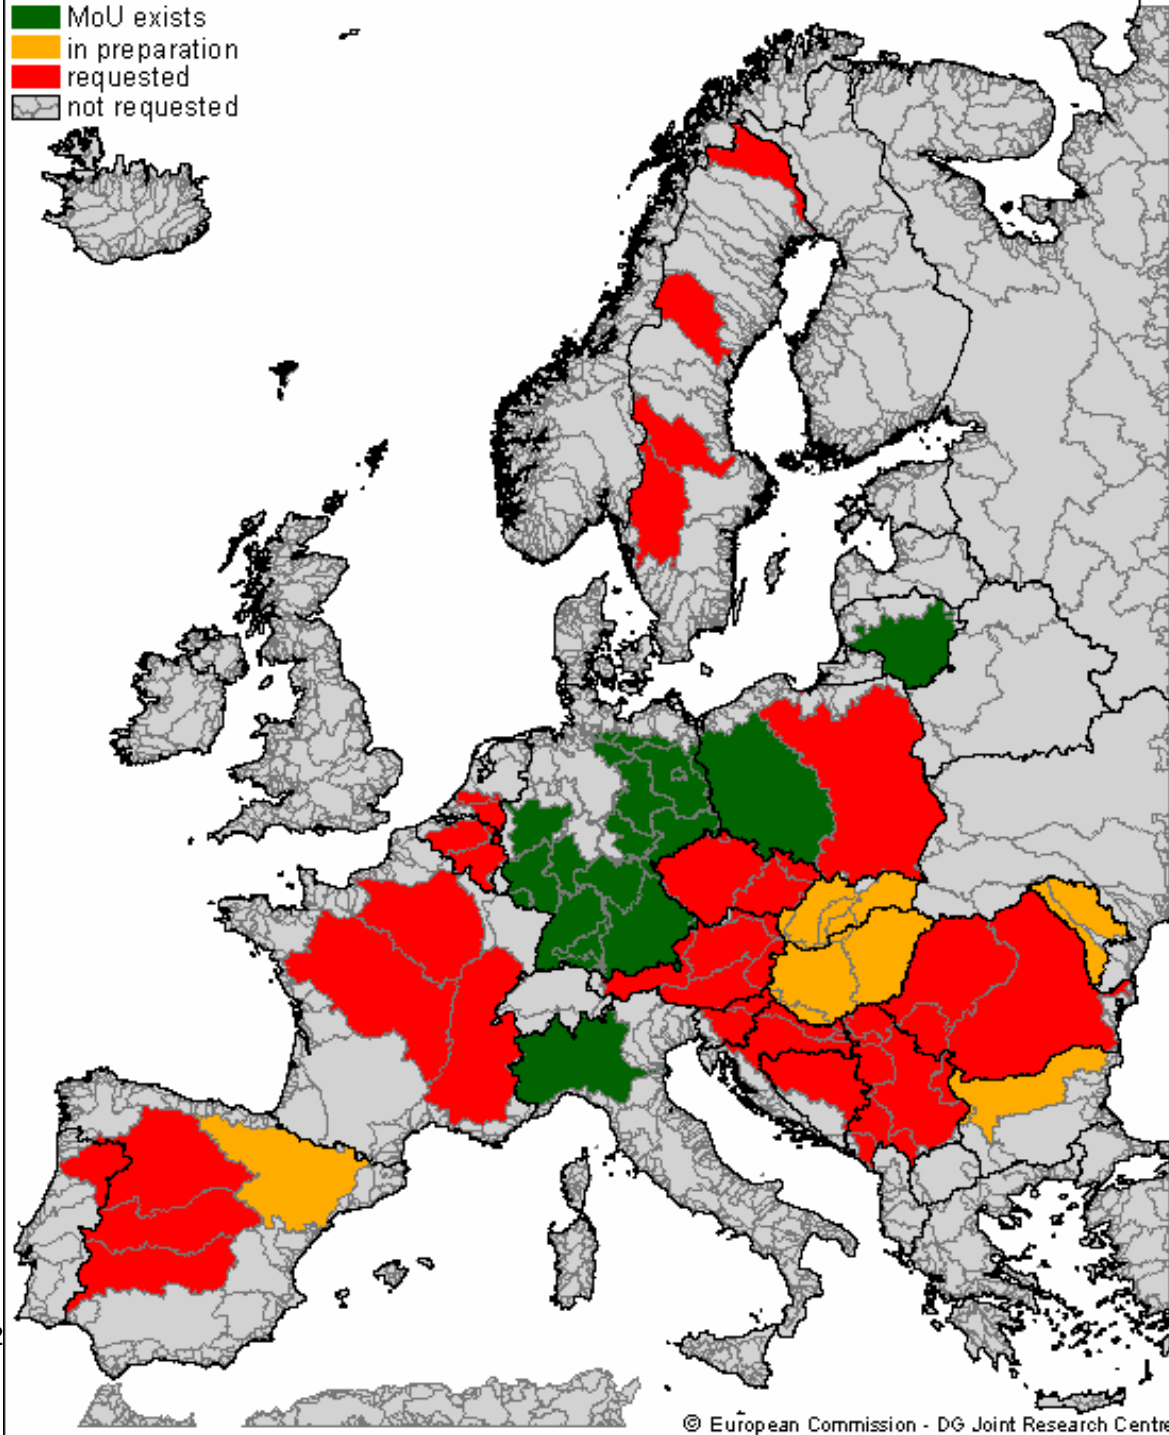 MoU exists
in preparation
requested
not requested
© European Commission - DG Joint Research Centre